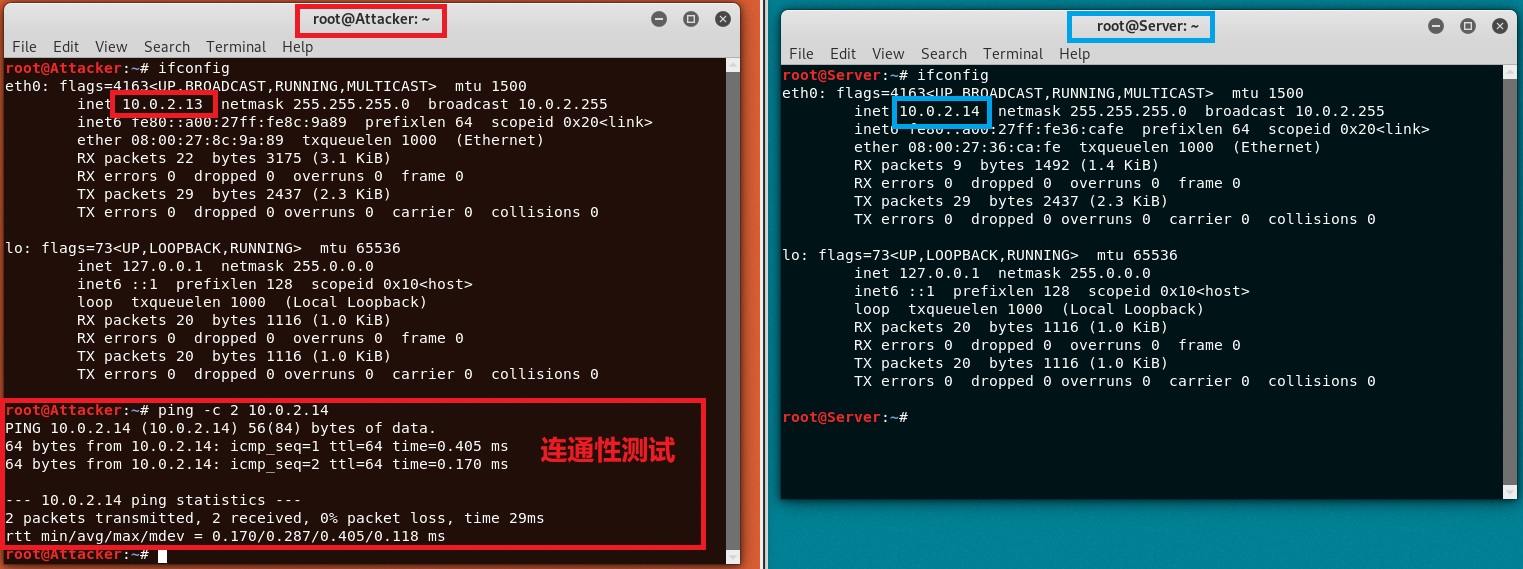 root@Attacker: ~
File Edit View Search Terminal Help
root@Attacker:~# ifconfig
eth0: flags=4163<UP,BROADCAST,RUNNING,MULTICAST>  mtu 1500
        inet 10.0.2.13  netmask 255.255.255.0  broadcast 10.0.2.255
        inet6 fe80::a00:27ff:fe8c:9a89  prefixlen 64  scopeid 0x20<link>
        ether 08:00:27:8c:9a:89  txqueuelen 1000  (Ethernet)
        RX packets 22  bytes 3175 (3.1 KiB)
        RX errors 0  dropped 0  overruns 0  frame 0
        TX packets 29  bytes 2437 (2.3 KiB)
        TX errors 0  dropped 0 overruns 0  carrier 0  collisions 0
lo: flags=73<UP,LOOPBACK,RUNNING>  mtu 65536
        inet 127.0.0.1  netmask 255.0.0.0
        inet6 ::1  prefixlen 128  scopeid 0x10<host>
        loop  txqueuelen 1000  (Local Loopback)
        RX packets 20  bytes 1116 (1.0 KiB)
        RX errors 0  dropped 0  overruns 0  frame 0
        TX packets 20  bytes 1116 (1.0 KiB)
        TX errors 0  dropped 0 overruns 0  carrier 0  collisions 0
root@Attacker:~# ping -c 2 10.0.2.14
PING 10.0.2.14 (10.0.2.14) 56(84) bytes of data.
64 bytes from 10.0.2.14: icmp_seq=1 ttl=64 time=0.405 ms
64 bytes from 10.0.2.14: icmp_seq=2 ttl=64 time=0.170 ms
连通性测试
--- 10.0.2.14 ping statistics ---
2 packets transmitted, 2 received, 0% packet loss, time 29ms
rtt min/avg/max/mdev = 0.170/0.287/0.405/0.118 ms
root@Attacker:~#
root@Server: ~
File Edit View Search Terminal Help
root@Server:~# ifconfig
eth0: flags=4163<UP,BROADCAST,RUNNING,MULTICAST>  mtu 1500
        inet 10.0.2.14  netmask 255.255.255.0  broadcast 10.0.2.255
        inet6 fe80::a00:27ff:fe36:cafe  prefixlen 64  scopeid 0x20<link>
        ether 08:00:27:36:ca:fe  txqueuelen 1000  (Ethernet)
        RX packets 9  bytes 1492 (1.4 KiB)
        RX errors 0  dropped 0  overruns 0  frame 0
        TX packets 29  bytes 2437 (2.3 KiB)
        TX errors 0  dropped 0 overruns 0  carrier 0  collisions 0
lo: flags=73<UP,LOOPBACK,RUNNING>  mtu 65536
        inet 127.0.0.1  netmask 255.0.0.0
        inet6 ::1  prefixlen 128  scopeid 0x10<host>
        loop  txqueuelen 1000  (Local Loopback)
        RX packets 20  bytes 1116 (1.0 KiB)
        RX errors 0  dropped 0  overruns 0  frame 0
        TX packets 20  bytes 1116 (1.0 KiB)
        TX errors 0  dropped 0 overruns 0  carrier 0  collisions 0
root@Server:~#